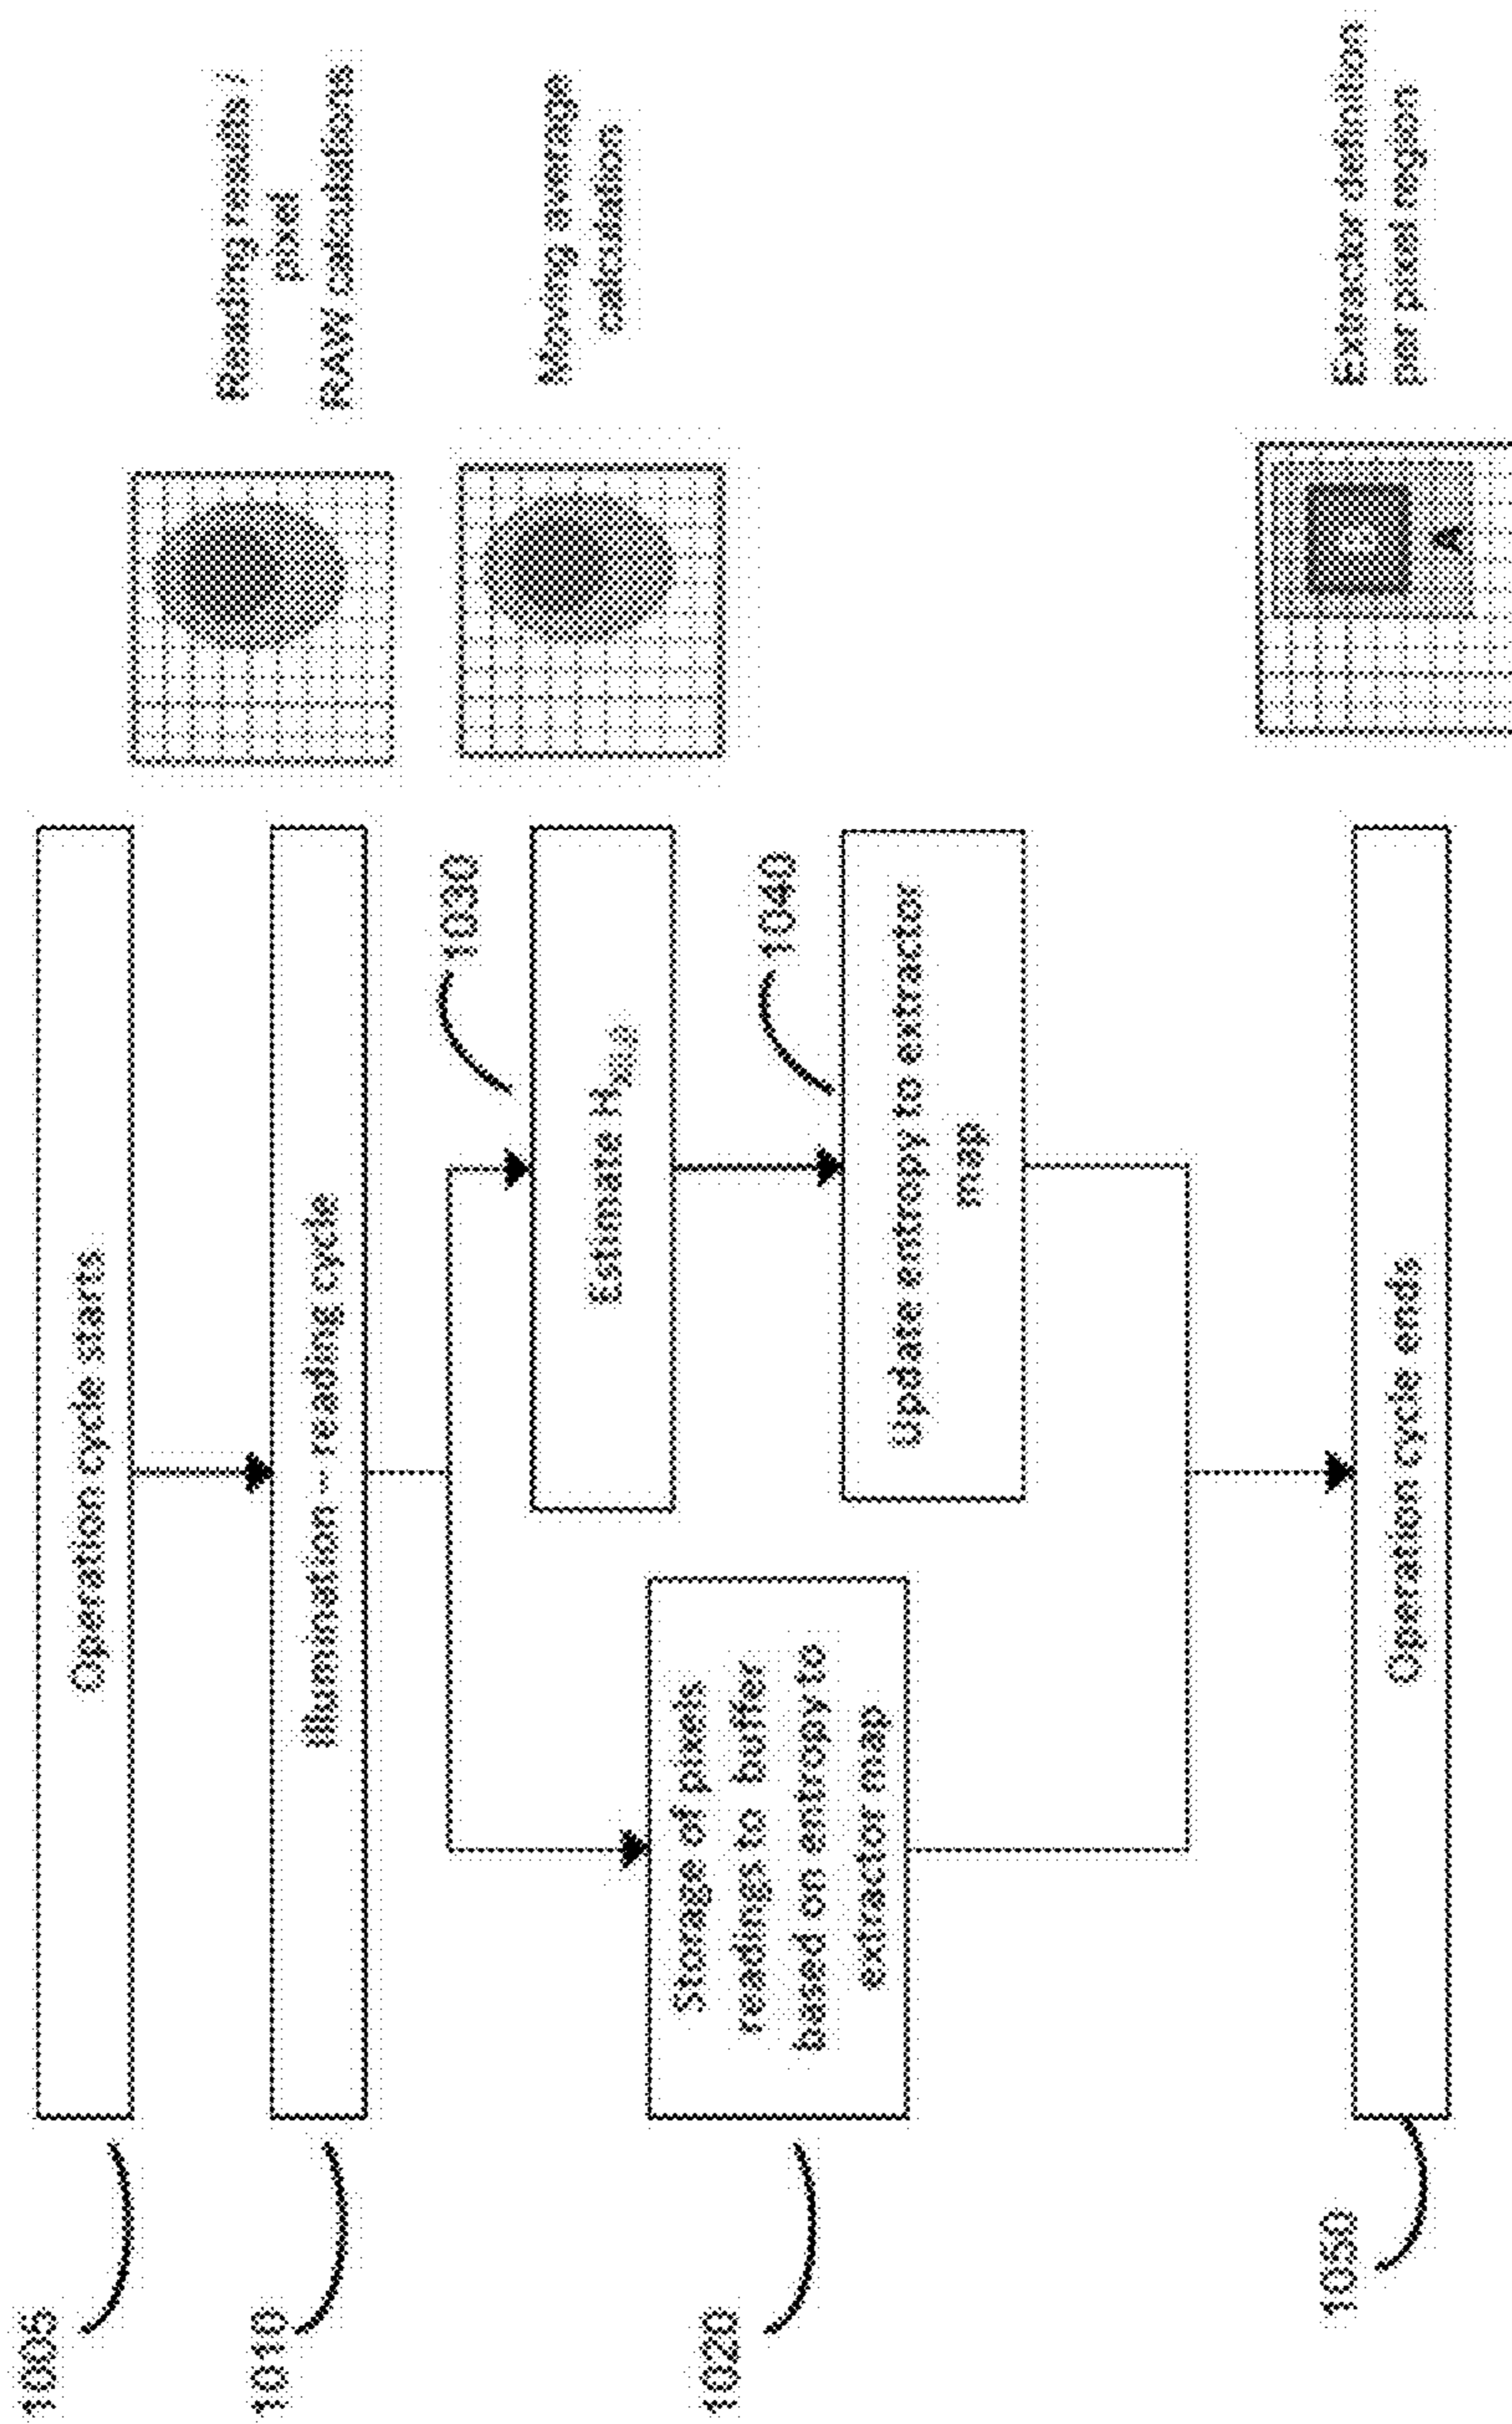 1005
Operation cycle starts
1010
Illumination – reading cycle
Reading results /
pixel
RAW calculations
1030
Estimate H
Moving average
calculation
1020
Storage of pixels
readings to buffer
based on entropy to
extractor map
1040
Update entropy to extractor
map
1050
Operation cycle ends
Extractor definition
per pixel region
A